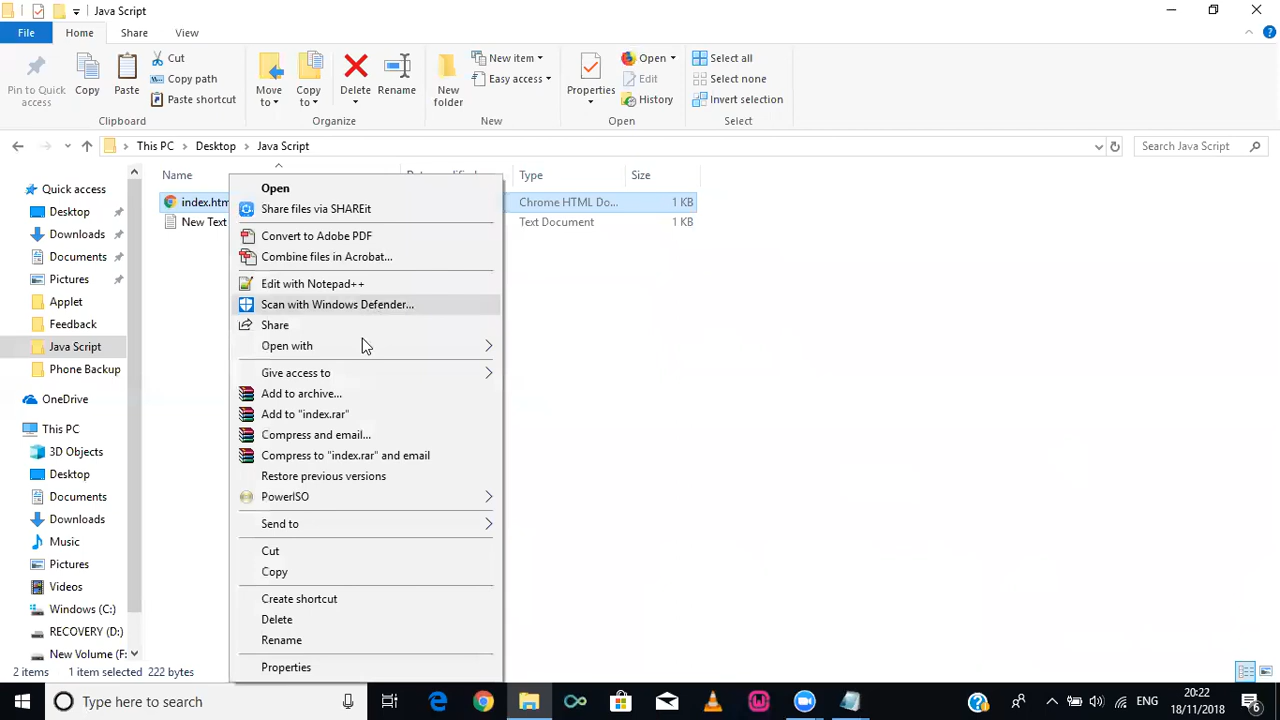 Java Script
File
Home
Share
View
Pin to Quick access
Copy
Paste
Cut
Copy path
Paste shortcut
Clipboard
Move to
Copy to
Delete
Rename
Organize
New folder
New item
Easy access
New
Properties
Open
Edit
History
Open
Select all
Select none
Invert selection
Select
This PC
Desktop
Java Script
Search Java Script
Name
Type
Size
index.htm
Chrome HTML Do...
1 KB
New Text
Text Document
1 KB
Quick access
Desktop
Downloads
Documents
Pictures
Applet
Feedback
Java Script
Phone Backup
OneDrive
This PC
3D Objects
Desktop
Documents
Downloads
Music
Pictures
Videos
Windows (C:)
RECOVERY (D:)
New Volume (F:
Open
Share files via SHAREit
Convert to Adobe PDF
Combine files in Acrobat...
Edit with Notepad++
Scan with Windows Defender...
Share
Open with
Give access to
Add to archive...
Add to "index.rar"
Compress and email...
Compress to "index.rar" and email
Restore previous versions
PowerISO
Send to
Cut
Copy
Create shortcut
Delete
Rename
Properties
2 items
1 item selected
222 bytes
Type here to search
ENG
20:22
18/11/2018
6